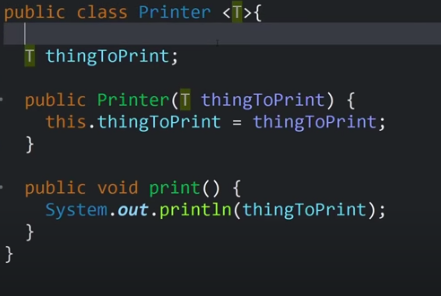 public class Printer <T>{
T thingToPrint;
public Printer(T thingToPrint) {
this.thingToPrint = thingToPrint;
}
public void print() {
System.out.println(thingToPrint);
}
}